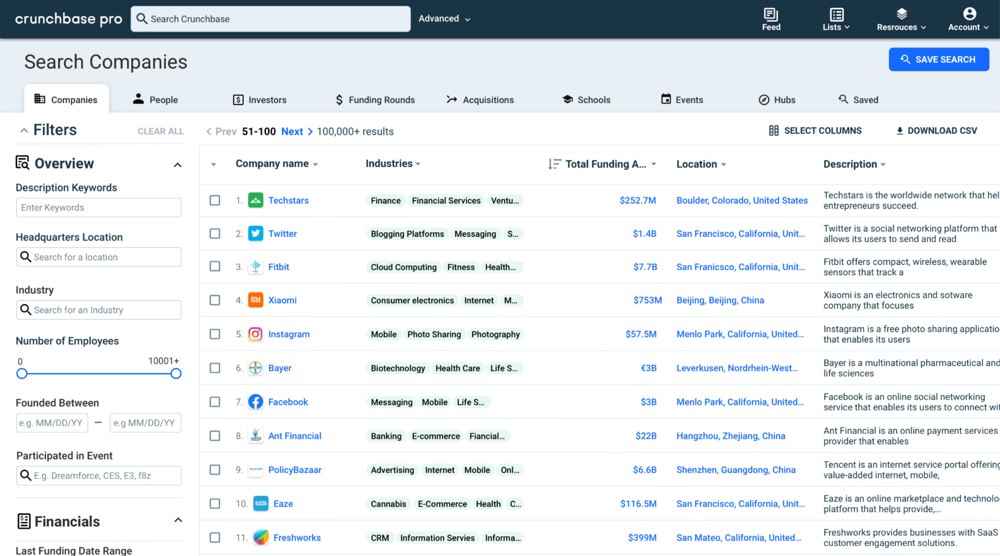 crunchbase pro
Search Crunchbase
Advanced
Feed
Lists
Resrouces
Account
Search Companies
SAVE SEARCH
Companies
People
Investors
Funding Rounds
Acquisitions
Schools
Events
Hubs
Saved
Filters
CLEAR ALL
Prev 51-100 Next 100,000+ results
SELECT COLUMNS
DOWNLOAD CSV
Overview
Description Keywords
Enter Keywords
Headquarters Location
Search for a location
Industry
Search for an Industry
Number of Employees
0 10001+
Founded Between
e.g. MM/DD/YY — e.g MM/DD/YY
Participated in Event
E.g. Dreamforce, CES, E3, f8z
Financials
Last Funding Date Range
Company name Industries Total Funding A... Location Description
1. Techstars Finance Financial Services Ventu... $252.7M Boulder, Colorado, United States Techstars is the worldwide network that hel
entrepreneurs succeed.
2. Twitter Blogging Platforms Messaging S... $1.4B San Francisco, California, Unit... Twitter is a social networking platform that
allows its users to send and read
3. Fitbit Cloud Computing Fitness Health... $7.7B San Franicsco, California, Unit... Fitbit offers compact, wireless, wearable
sensors that track a
4. mi Xiaomi Consumer electronics Internet M... $753M Beijing, Beijing, China Xiaomi is an electronics and sotware
company that focuses
5. Instagram Mobile Photo Sharing Photography $57.5M Menlo Park, California, United... Instagram is a free photo sharing applicatio
that enables its users
6. BAYER Bayer Biotechnology Health Care Life S... €3B Leverkusen, Nordrhein-West... Bayer is a multinational pharmaceutical and
life sciences
7. Facebook Messaging Mobile Life S... $3B Menlo Park, California, United... Facebook is an online social networking
service that enables its users to connect wit
8. Ant Financial Banking E-commerce Fiancial... $22B Hangzhou, Zhejiang, China Ant Financial is an online payment services
provider that enables
9. PolicyBazaar Advertising Internet Mobile Onl... $6.6B Shenzhen, Guangdong, China Tencent is an internet service portal offering
value-added internet, mobile,
10. eaze Eaze Cannabis E-Commerce Health C... $116.5M San Francisco, California, Unit... Eaze is an online marketplace and technolo
platform that helps provide,...
11. Freshworks CRM Information Servies Informa... $399M San Mateo, California, United... Freshworks provides businesses with SaaS
customer engagement solutions.